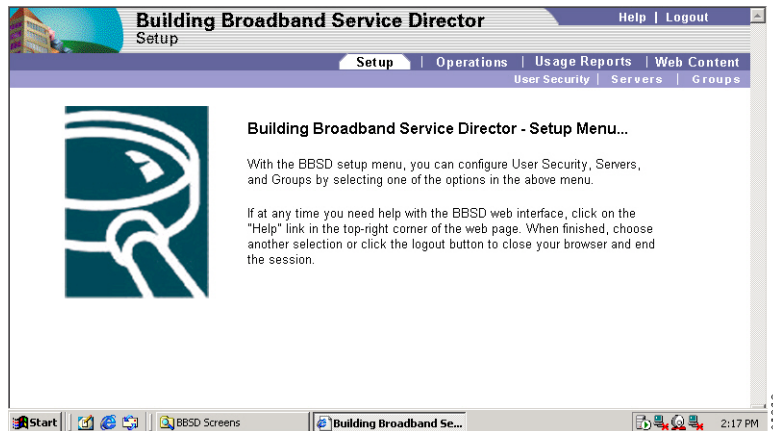 Building Broadband Service Director
Help | Logout
Setup
Setup | Operations | Usage Reports | Web Content
User Security | Servers | Groups
Building Broadband Service Director - Setup Menu...
With the BBSD setup menu, you can configure User Security, Servers,
and Groups by selecting one of the options in the above menu.
If at any time you need help with the BBSD web interface, click on the
"Help" link in the top-right corner of the web page. When finished, choose
another selection or click the logout button to close your browser and end
the session.
Start
BBSD Screens
Building Broadband Se...
2:17 PM